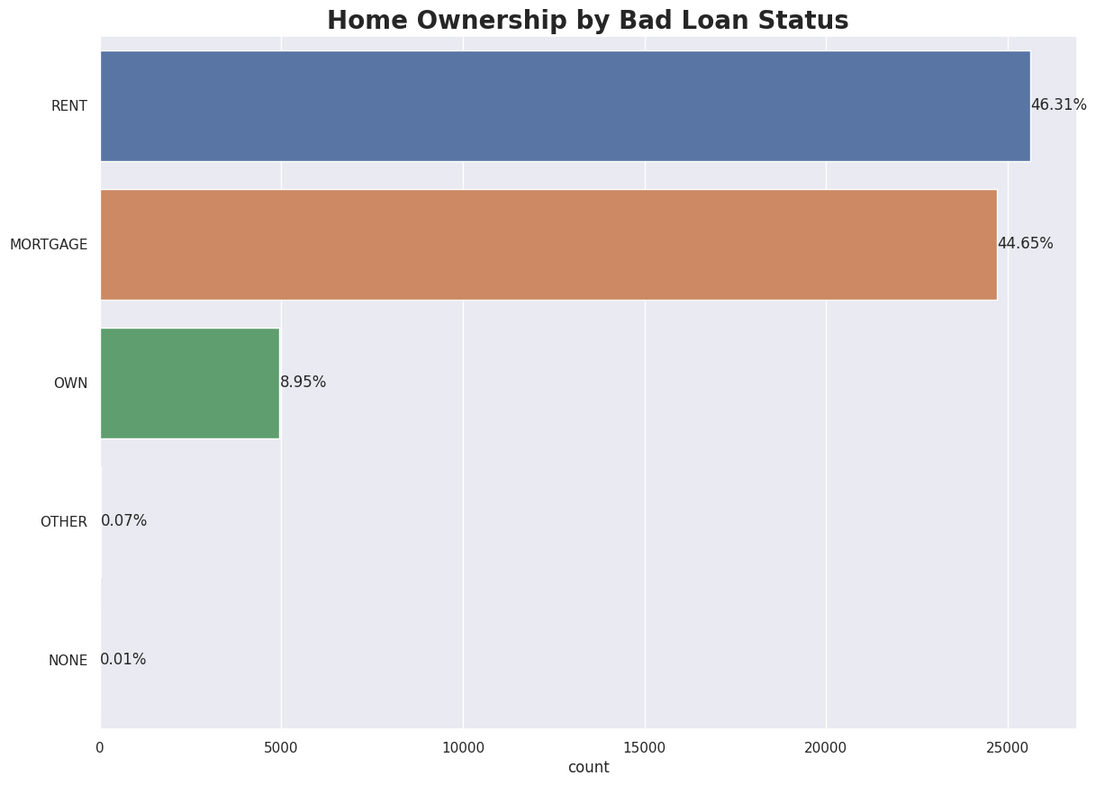 Home Ownership by Bad Loan Status
RENT
46.31%
MORTGAGE
44.65%
OWN
8.95%
OTHER
0.07%
NONE
0.01%
0 5000 10000 15000 20000 25000
count